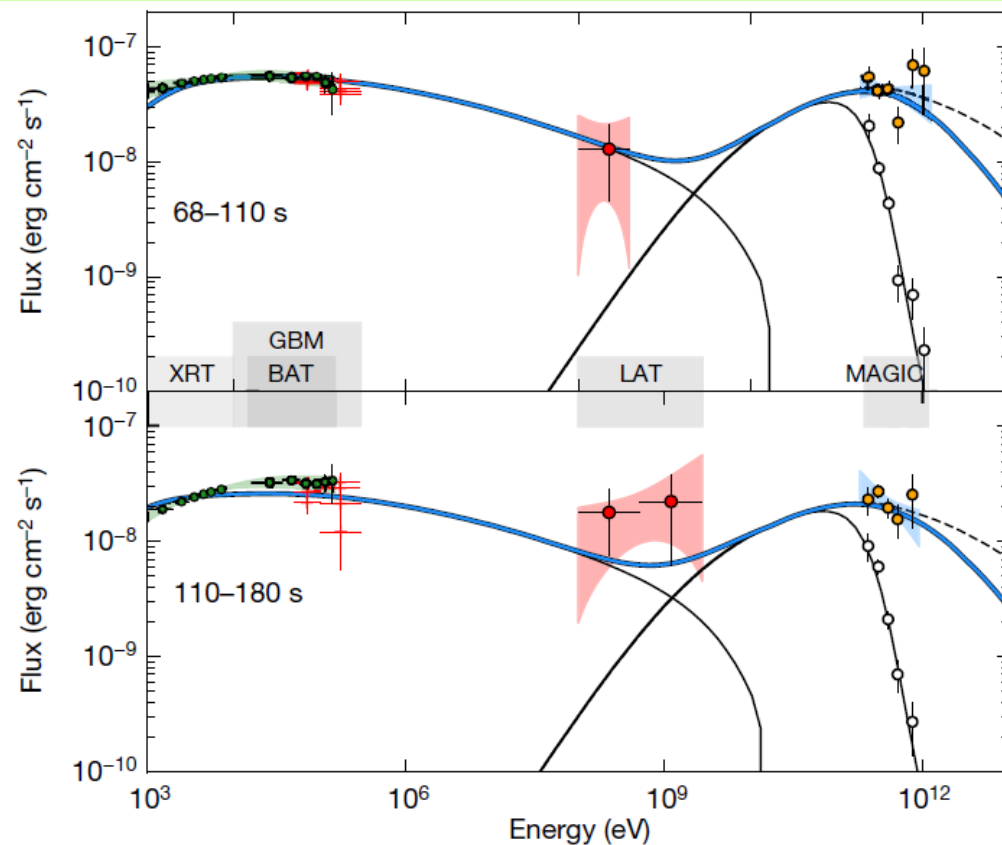 10⁻⁷
10⁻⁸
10⁻⁹
10⁻¹⁰
Flux (erg cm⁻² s⁻¹)
68–110 s
GBM
XRT BAT LAT MAGIC
10⁻⁷
10⁻⁸
10⁻⁹
10⁻¹⁰
Flux (erg cm⁻² s⁻¹)
110–180 s
10³ 10⁶ 10⁹ 10¹²
Energy (eV)